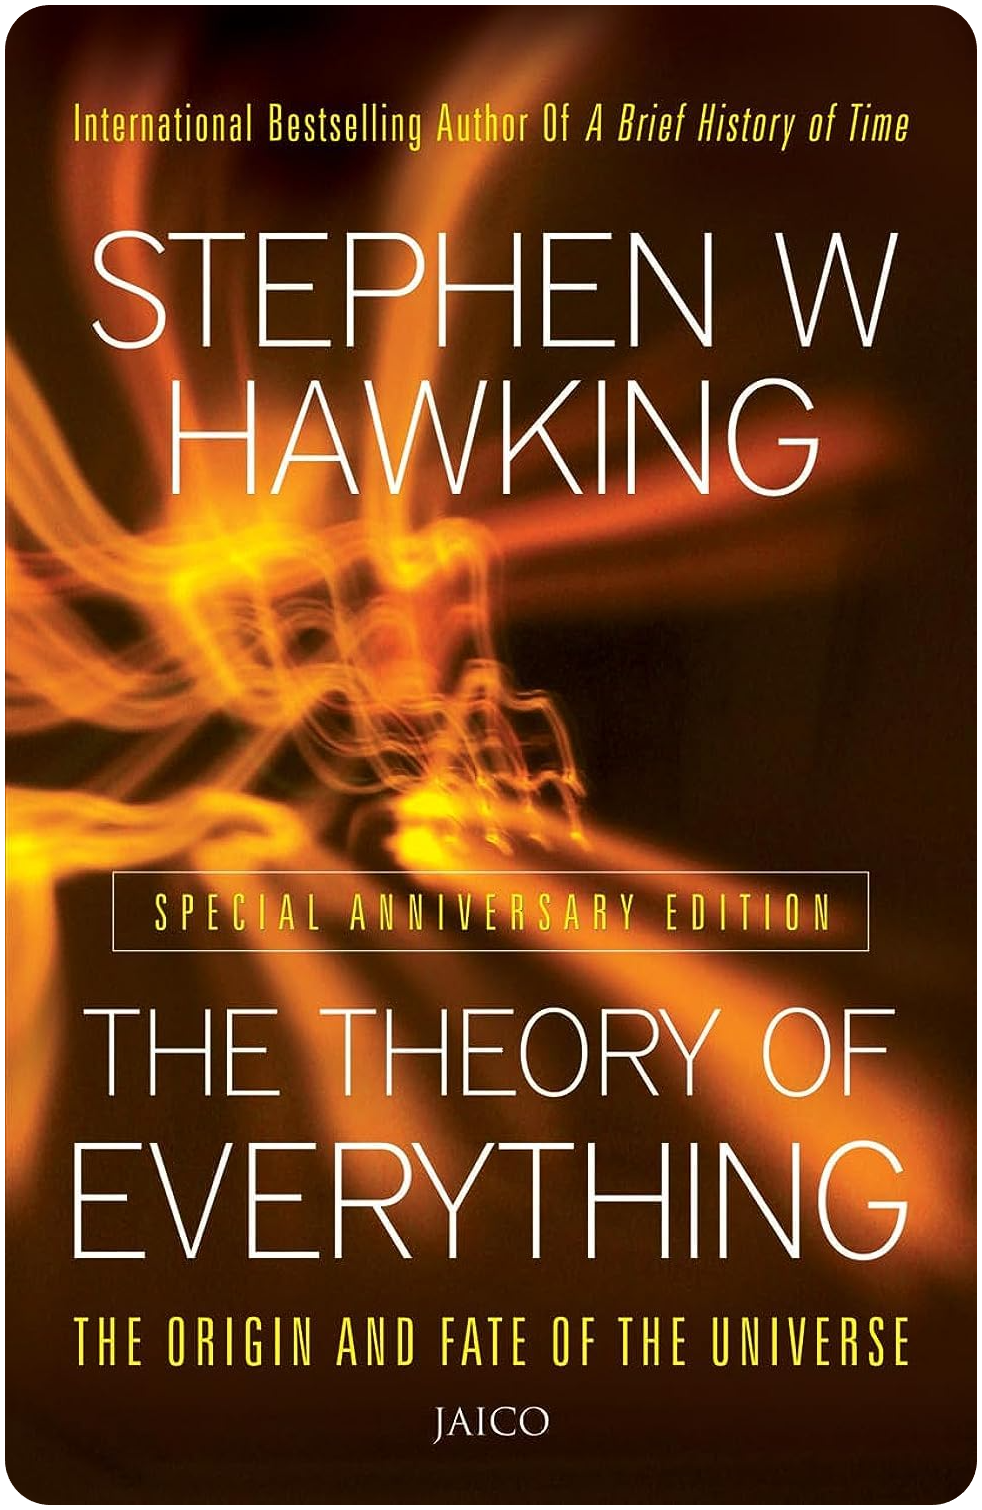 International Bestselling Author Of A Brief History of Time
STEPHEN W
HAWKING
SPECIAL ANNIVERSARY EDITION
THE THEORY OF
EVERYTHING
THE ORIGIN AND FATE OF THE UNIVERSE
JAICO